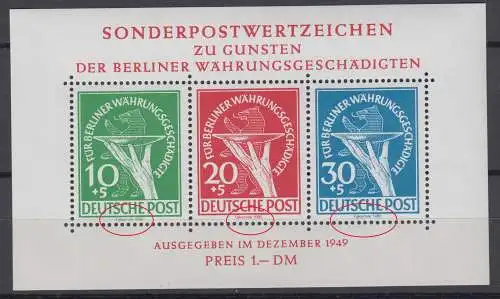 SONDERPOSTWERTZEICHEN
ZU GUNSTEN
DER BERLINER WÄHRUNGSGESCHÄDIGTEN
FÜR BERLINER WÄHRUNGSGESCHÄDIGTE
10
+5
DEUTSCHE POST
FÜR BERLINER WÄHRUNGSGESCHÄDIGTE
20
+5
DEUTSCHE POST
FÜR BERLINER WÄHRUNGSGESCHÄDIGTE
30
+5
DEUTSCHE POST
AUSGEGEBEN IM DEZEMBER 1949
PREIS 1.– DM